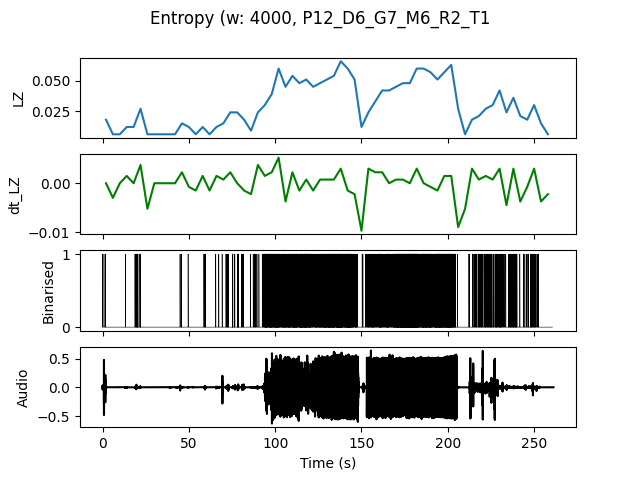 Entropy (w: 4000, P12_D6_G7_M6_R2_T1
LZ
0.050
0.025
dt_LZ
0.00
−0.01
Binarised
1
0
Audio
0.5
0.0
−0.5
0 50 100 150 200 250
Time (s)